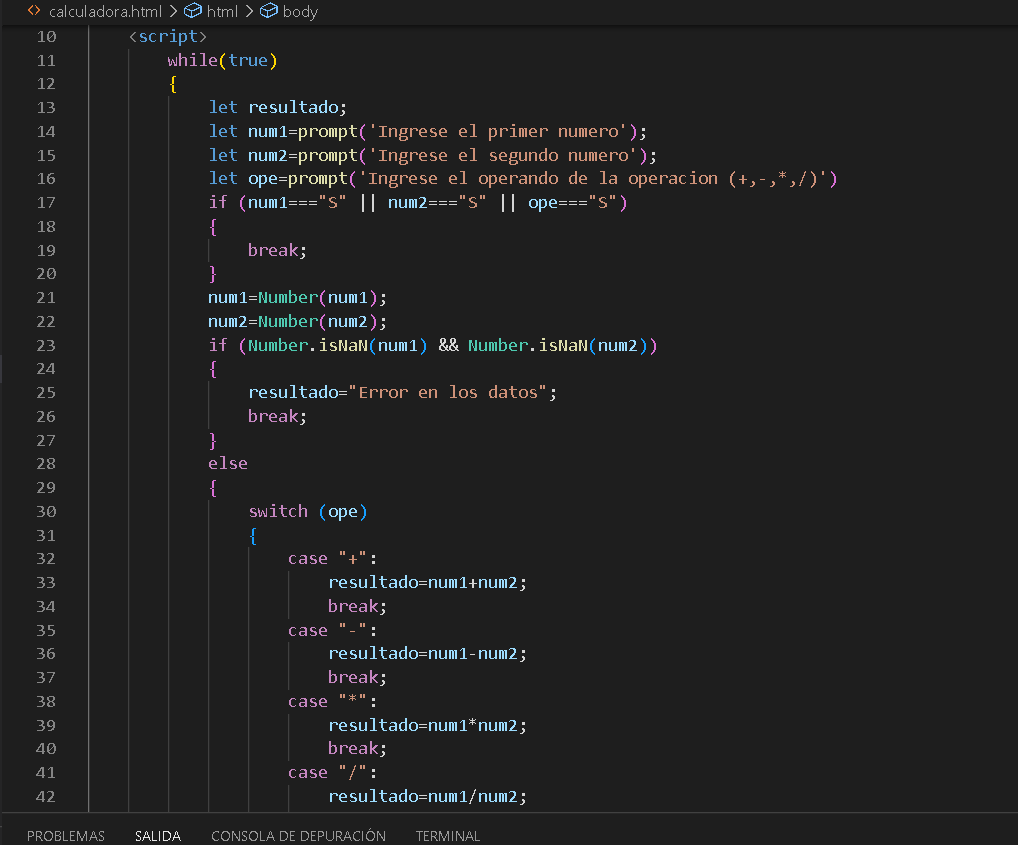 calculadora.html > html > body
10 <script>
11 while(true)
12 {
13 let resultado;
14 let num1=prompt('Ingrese el primer numero');
15 let num2=prompt('Ingrese el segundo numero');
16 let ope=prompt('Ingrese el operando de la operacion (+,-,*,/)')
17 if (num1==="S" || num2==="S" || ope==="S")
18 {
19 break;
20 }
21 num1=Number(num1);
22 num2=Number(num2);
23 if (Number.isNaN(num1) && Number.isNaN(num2))
24 {
25 resultado="Error en los datos";
26 break;
27 }
28 else
29 {
30 switch (ope)
31 {
32 case "+":
33 resultado=num1+num2;
34 break;
35 case "-":
36 resultado=num1-num2;
37 break;
38 case "*":
39 resultado=num1*num2;
40 break;
41 case "/":
42 resultado=num1/num2;
PROBLEMAS SALIDA CONSOLA DE DEPURACIÓN TERMINAL